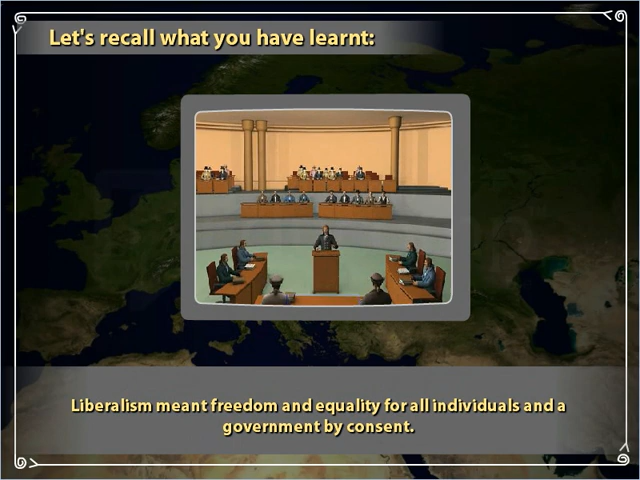 Let's recall what you have learnt:
Liberalism meant freedom and equality for all individuals and a
government by consent.